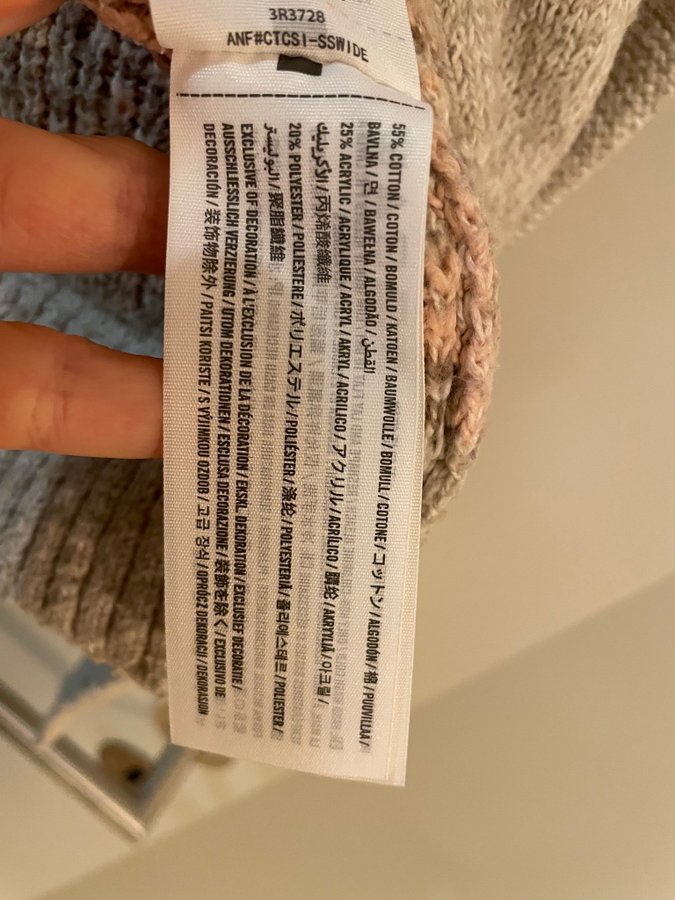 3R3728
ANF#CTCSI-SSWIDE
55% COTTON / COTON / BOMULD / KATOEN / BAUMWOLLE / BOMULL / COTONE / コットン / ALGODÓN / 棉 / PUUVILLAA /
BAVLNA / 면 / BAWEŁNA / ALGODÃO / القطن
25% ACRYLIC / ACRYLIQUE / ACRYL / AKRYL / ACRILICO / アクリル / ACRÍLICO / 腈纶 / AKRYYLIÄ / 아크릴 /
الأكريليك / 丙烯酸纖維
20% POLYESTER / POLIESTERE / ポリエステル / POLIÉSTER / 涤纶 / POLYESTERIÄ / 폴리에스테르 / POLIESTER /
البوليستر / 聚脂纖維
EXCLUSIVE OF DECORATION / À L'EXCLUSION DE LA DÉCORATION / EKSKL. DEKORATION / EXCLUSIEF DECORATIE /
AUSSCHLIESSLICH VERZIERUNG / UTOM DEKORATIONEN / ESCLUSA DECORAZIONE / 装飾を除く / EXCLUSIVO DE
DECORACIÓN / 装饰物除外 / PAITSI KORISTE / S VÝJIMKOU OZDOB / 고급 장식 / OPRÓCZ DEKORACJI / DEKORASION